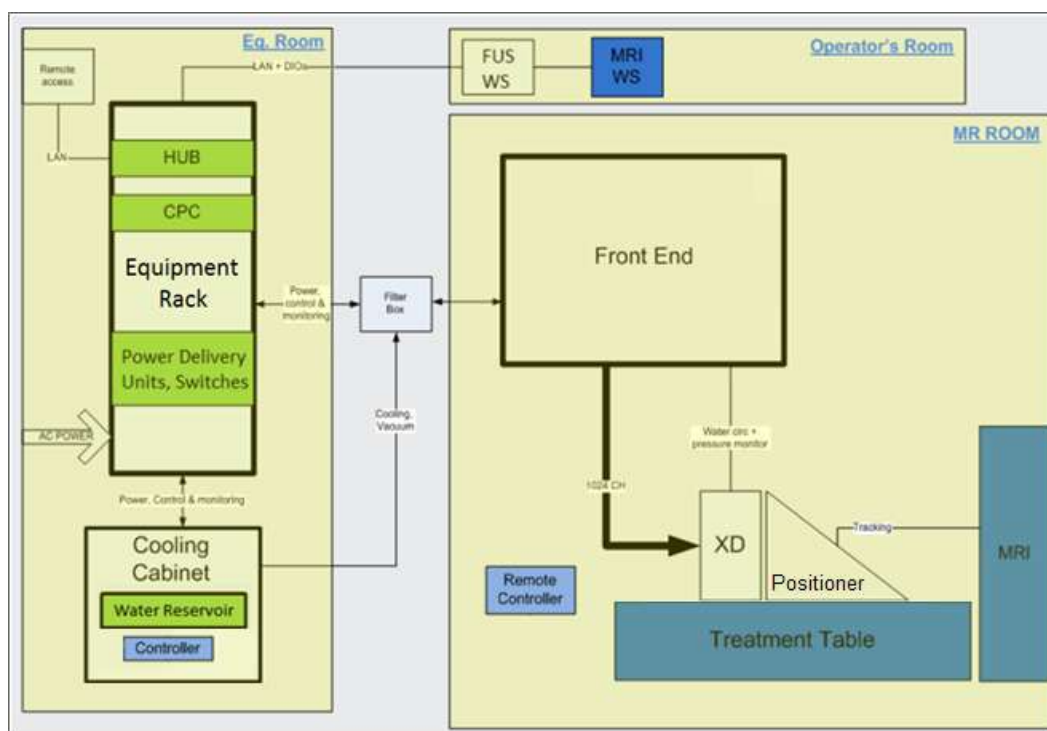 Eq. Room
Remote
access
LAN + DIOs
LAN
HUB
CPC
Equipment
Rack
Power Delivery
Units, Switches
AC POWER
Power,
control &
monitoring
Power, Control & monitoring
Cooling
Cabinet
Water Reservoir
Controller
Filter
Box
Cooling,
Vacuum
Operator's Room
FUS
WS
MRI
WS
MR ROOM
Front End
Water circ +
pressure monitor
1024 CH
XD
Positioner
Tracking
MRI
Remote
Controller
Treatment Table